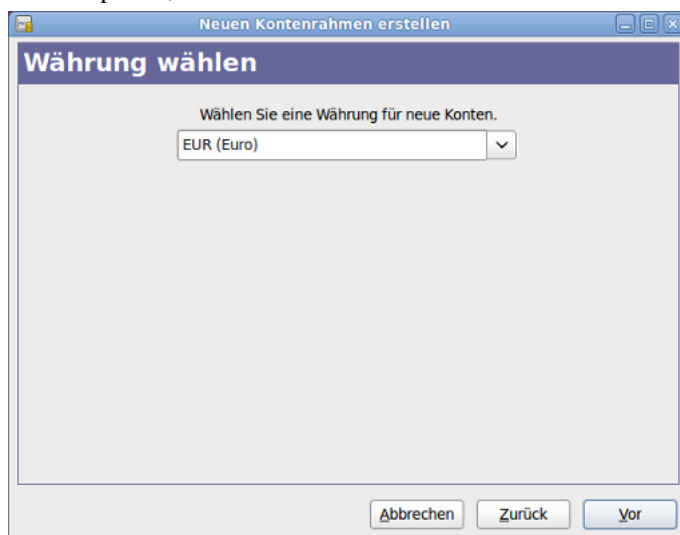 Neuen Kontenrahmen erstellen
Währung wählen
Wählen Sie eine Währung für neue Konten.
EUR (Euro)
Abbrechen
Zurück
Vor